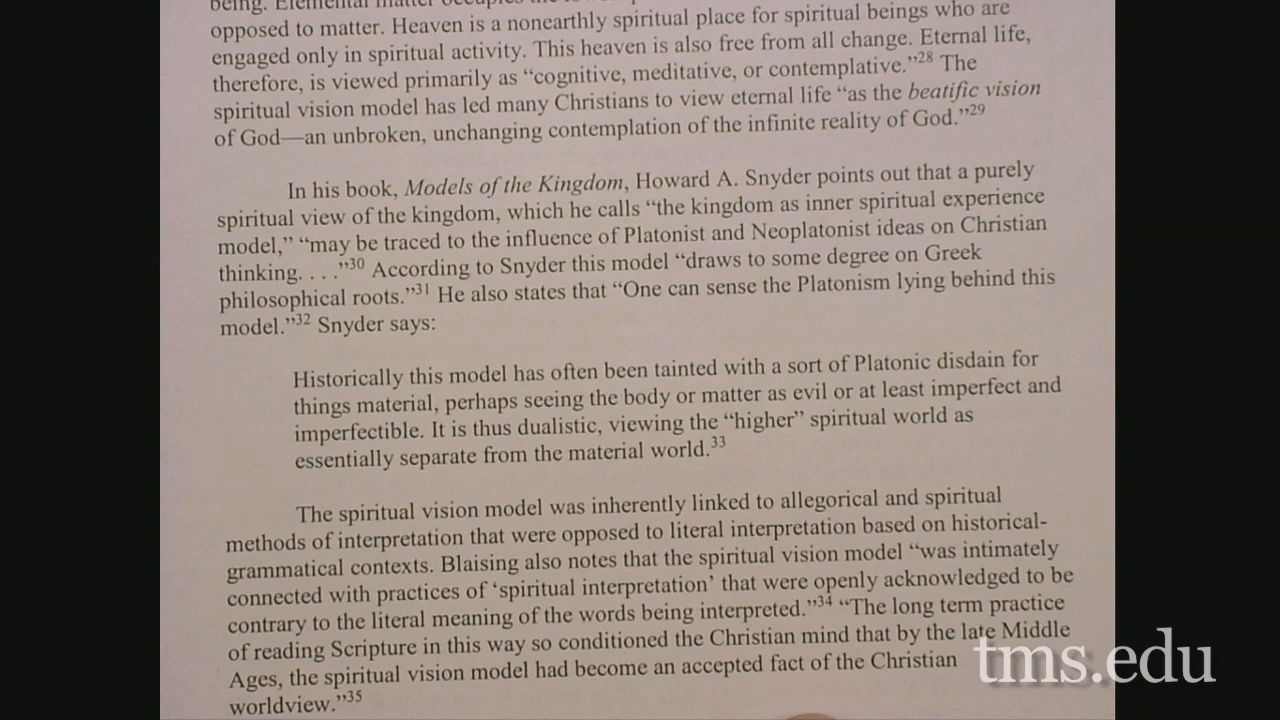 being. Elemental matter occupies the
opposed to matter. Heaven is a nonearthly spiritual place for spiritual beings who are
engaged only in spiritual activity. This heaven is also free from all change. Eternal life,
therefore, is viewed primarily as “cognitive, meditative, or contemplative.”28 The
spiritual vision model has led many Christians to view eternal life “as the beatific vision
of God—an unbroken, unchanging contemplation of the infinite reality of God.”29
In his book, Models of the Kingdom, Howard A. Snyder points out that a purely
spiritual view of the kingdom, which he calls “the kingdom as inner spiritual experience
model,” “may be traced to the influence of Platonist and Neoplatonist ideas on Christian
thinking. . . .”30 According to Snyder this model “draws to some degree on Greek
philosophical roots.”31 He also states that “One can sense the Platonism lying behind this
model.”32 Snyder says:
Historically this model has often been tainted with a sort of Platonic disdain for
things material, perhaps seeing the body or matter as evil or at least imperfect and
imperfectible. It is thus dualistic, viewing the “higher” spiritual world as
essentially separate from the material world.33
The spiritual vision model was inherently linked to allegorical and spiritual
methods of interpretation that were opposed to literal interpretation based on historical-
grammatical contexts. Blaising also notes that the spiritual vision model “was intimately
connected with practices of ‘spiritual interpretation’ that were openly acknowledged to be
contrary to the literal meaning of the words being interpreted.”34 “The long term practice
of reading Scripture in this way so conditioned the Christian mind that by the late Middle
Ages, the spiritual vision model had become an accepted fact of the Christian
worldview.”35
tms.edu